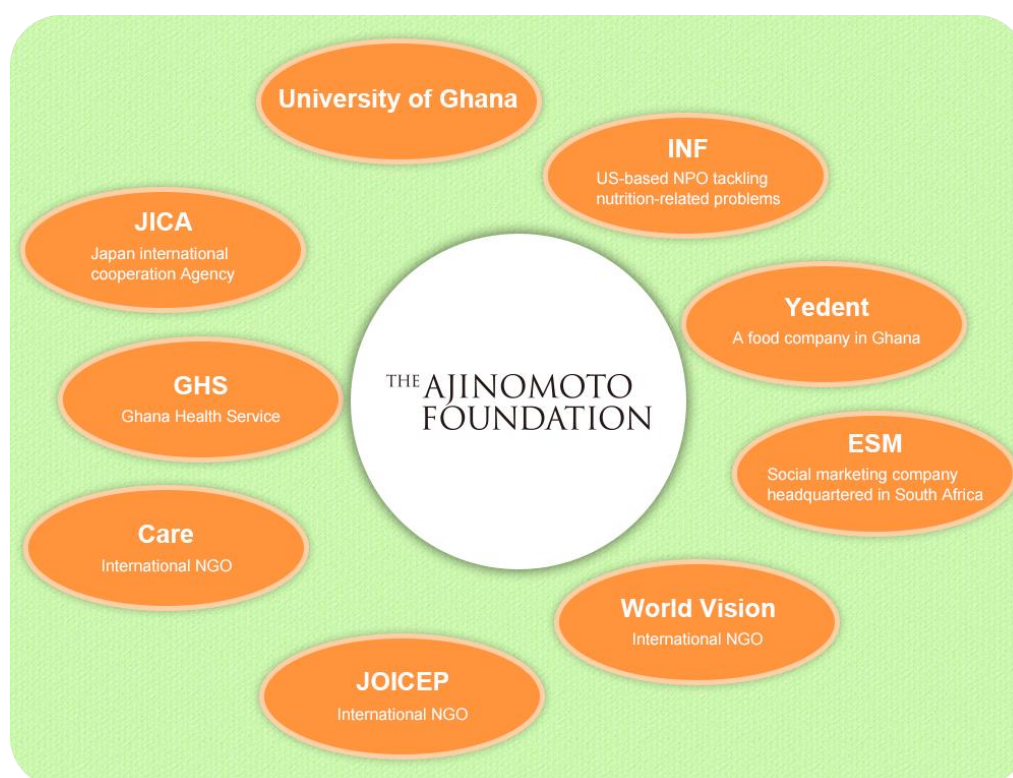 University of Ghana
INF
US-based NPO tackling
nutrition-related problems
JICA
Japan international
cooperation Agency
Yedent
A food company in Ghana
GHS
Ghana Health Service
THE AJINOMOTO
FOUNDATION
ESM
Social marketing company
headquartered in South Africa
Care
International NGO
World Vision
International NGO
JOICEP
International NGO